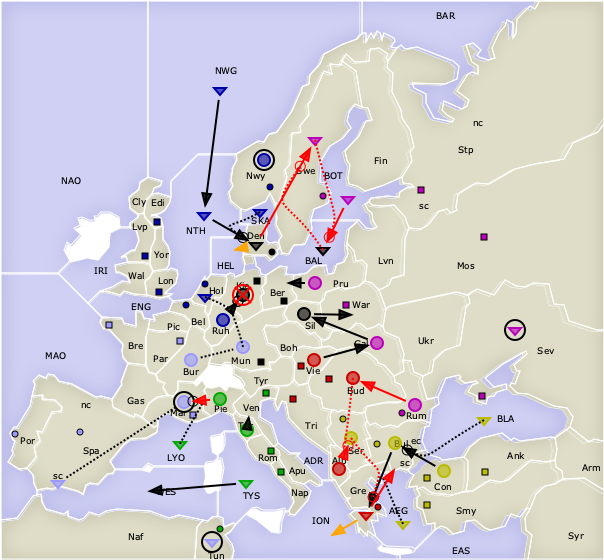 BAR
NWG
nc
Stp
Fin
Swe
BOT
Nwy
NAO
Cly
Edi
sc
SKA
Lvp
NTH
Den
Yor
Mos
IRI
HEL
BAL
Lvn
Wal
Lon
Hol
Kie
Ber
Pru
ENG
War
Pic
Bel
Ruh
Sil
Ukr
Sev
MAO
Bre
Par
Mun
Boh
Gal
Bur
Vie
Tyr
Bud
Gas
Mar
Pie
Ven
Rum
nc
Tri
BLA
Por
Spa
LYO
Rom
ADR
Ser
Bul
ec
Ank
Arm
sc
Apu
Alb
sc
Con
TYS
Nap
Gre
Smy
ION
AEG
Naf
Tun
Syr
EAS